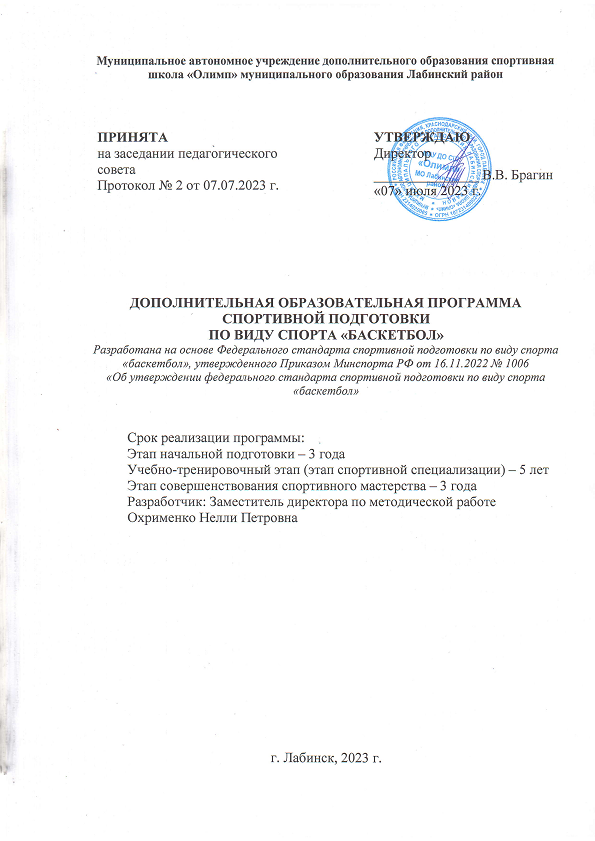 Муниципальное автономное учреждение дополнительного образования спортивная
школа «Олимп» муниципального образования Лабинский район
ПРИНЯТА
на заседании педагогического
совета
Протокол № 2 от 07.07.2023 г.
УТВЕРЖДАЮ
Директор
В.В. Брагин
«07» июля 2023 г.
«Олимп»
ДОПОЛНИТЕЛЬНАЯ ОБРАЗОВАТЕЛЬНАЯ ПРОГРАММА
СПОРТИВНОЙ ПОДГОТОВКИ
ПО ВИДУ СПОРТА «БАСКЕТБОЛ»
Разработана на основе Федерального стандарта спортивной подготовки по виду спорта
«баскетбол», утвержденного Приказом Минспорта РФ от 16.11.2022 № 1006
«Об утверждении федерального стандарта спортивной подготовки по виду спорта
«баскетбол»
Срок реализации программы:
Этап начальной подготовки – 3 года
Учебно-тренировочный этап (этап спортивной специализации) – 5 лет
Этап совершенствования спортивного мастерства – 3 года
Разработчик: Заместитель директора по методической работе
Охрименко Нелли Петровна
г. Лабинск, 2023 г.